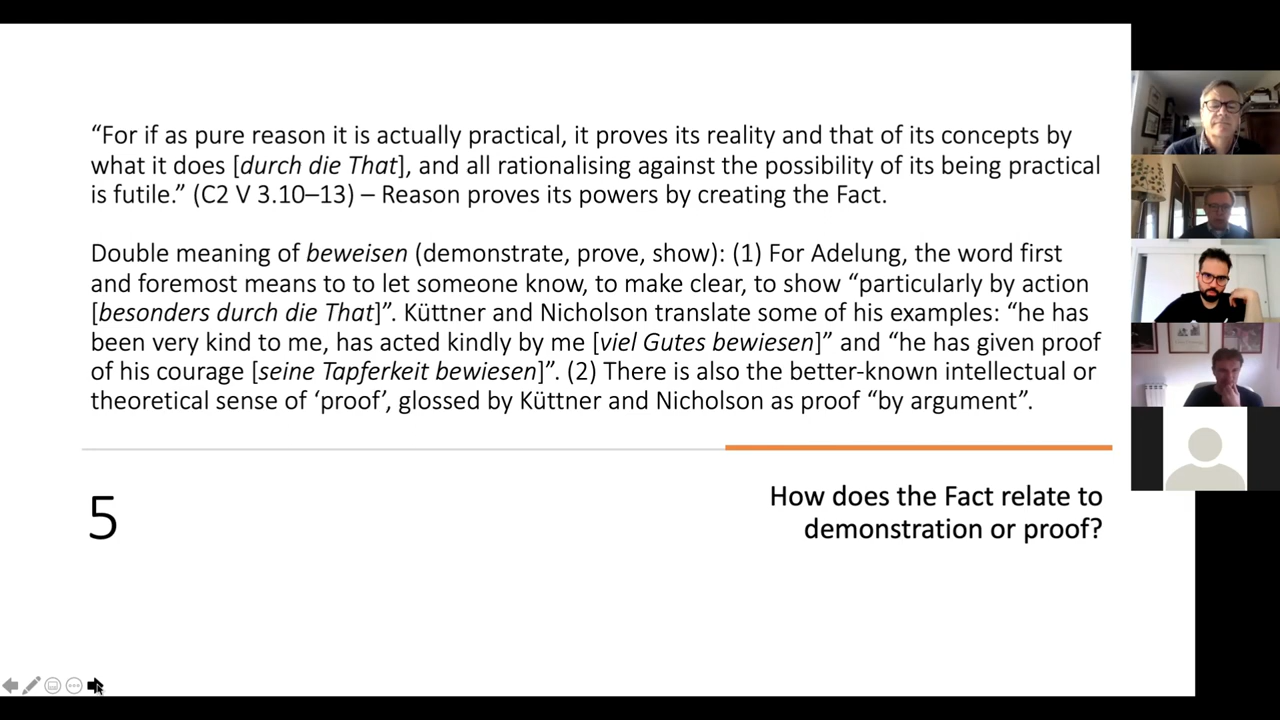 “For if as pure reason it is actually practical, it proves its reality and that of its concepts by
what it does [durch die That], and all rationalising against the possibility of its being practical
is futile.” (C2 V 3.10–13) – Reason proves its powers by creating the Fact.
Double meaning of beweisen (demonstrate, prove, show): (1) For Adelung, the word first
and foremost means to to let someone know, to make clear, to show “particularly by action
[besonders durch die That]”. Küttner and Nicholson translate some of his examples: “he has
been very kind to me, has acted kindly by me [viel Gutes bewiesen]” and “he has given proof
of his courage [seine Tapferkeit bewiesen]”. (2) There is also the better-known intellectual or
theoretical sense of ‘proof’, glossed by Küttner and Nicholson as proof “by argument”.
5
How does the Fact relate to
demonstration or proof?